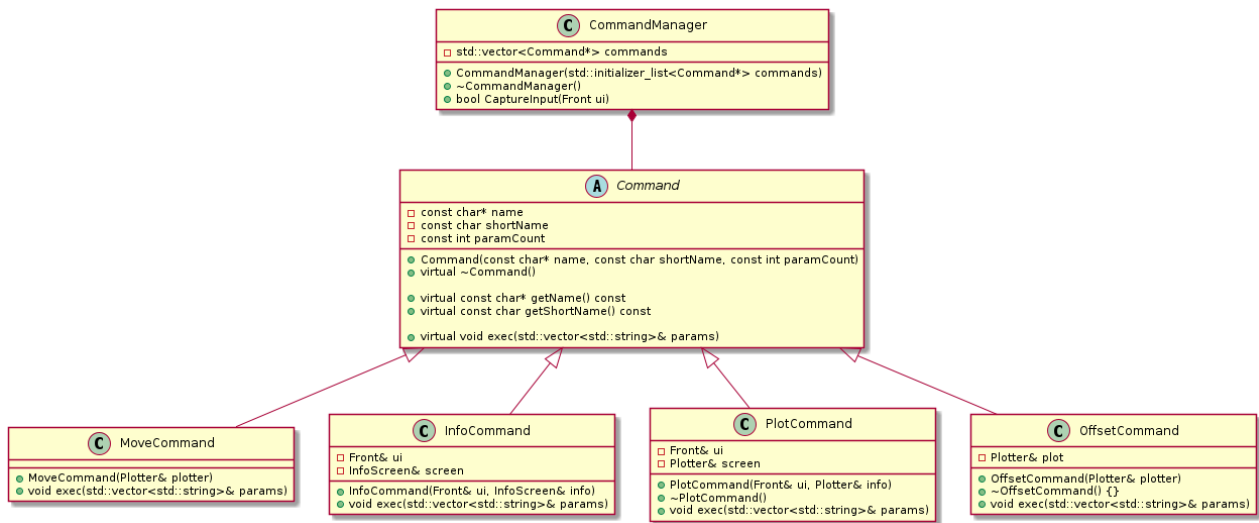 C CommandManager
std::vector<Command*> commands
CommandManager(std::initializer_list<Command*> commands)
~CommandManager()
bool CaptureInput(Front ui)
A Command
const char* name
const char shortName
const int paramCount
Command(const char* name, const char shortName, const int paramCount)
virtual ~Command()
virtual const char* getName() const
virtual const char getShortName() const
virtual void exec(std::vector<std::string>& params)
C MoveCommand
MoveCommand(Plotter& plotter)
void exec(std::vector<std::string>& params)
C InfoCommand
Front& ui
InfoScreen& screen
InfoCommand(Front& ui, InfoScreen& info)
void exec(std::vector<std::string>& params)
C PlotCommand
Front& ui
Plotter& screen
PlotCommand(Front& ui, Plotter& info)
~PlotCommand()
void exec(std::vector<std::string>& params)
C OffsetCommand
Plotter& plot
OffsetCommand(Plotter& plotter)
~OffsetCommand() {}
void exec(std::vector<std::string>& params)